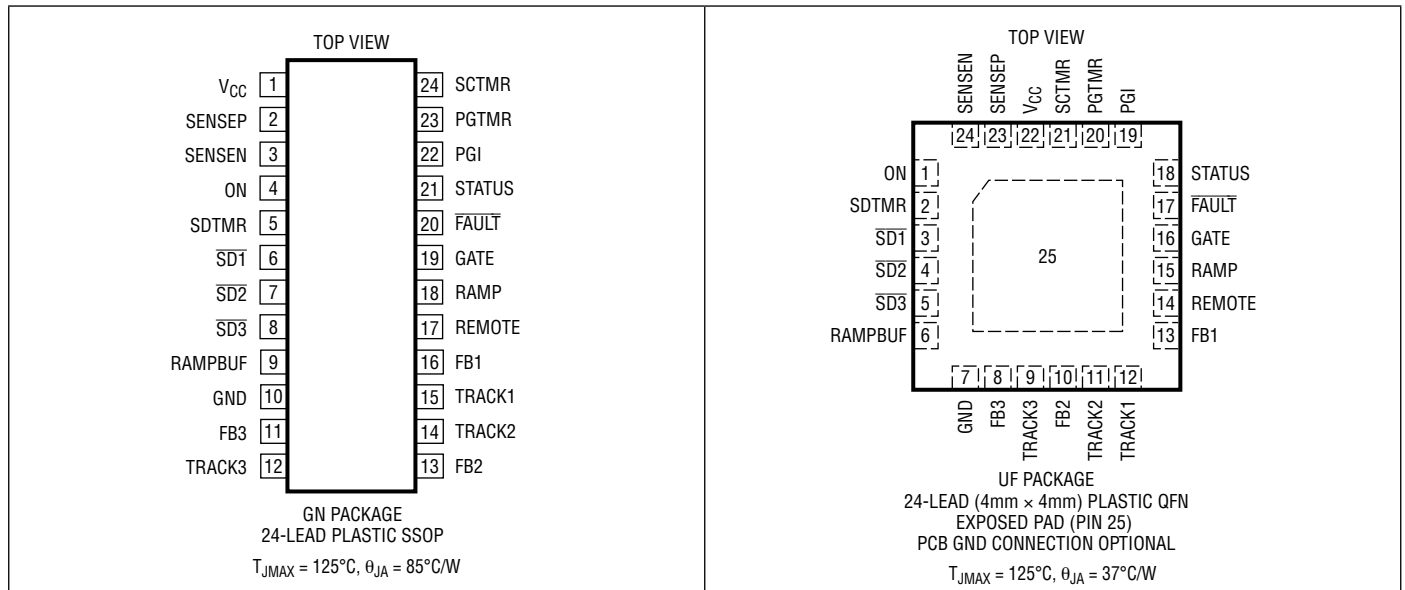 TOP VIEW
VCC 1
SENSEP 2
SENSEN 3
ON 4
SDTMR 5
SD1 6
SD2 7
SD3 8
RAMPBUF 9
GND 10
FB3 11
TRACK3 12
24 SCTMR
23 PGTMR
22 PGI
21 STATUS
20 FAULT
19 GATE
18 RAMP
17 REMOTE
16 FB1
15 TRACK1
14 TRACK2
13 FB2
GN PACKAGE
24-LEAD PLASTIC SSOP
TJMAX = 125°C, θJA = 85°C/W
TOP VIEW
SENSEN
SENSEP
VCC
SCTMR
PGTMR
PGI
24 23 22 21 20 19
ON 1
SDTMR 2
SD1 3
SD2 4
SD3 5
RAMPBUF 6
25
18 STATUS
17 FAULT
16 GATE
15 RAMP
14 REMOTE
13 FB1
7 8 9 10 11 12
GND
FB3
TRACK3
FB2
TRACK2
TRACK1
UF PACKAGE
24-LEAD (4mm × 4mm) PLASTIC QFN
EXPOSED PAD (PIN 25)
PCB GND CONNECTION OPTIONAL
TJMAX = 125°C, θJA = 37°C/W